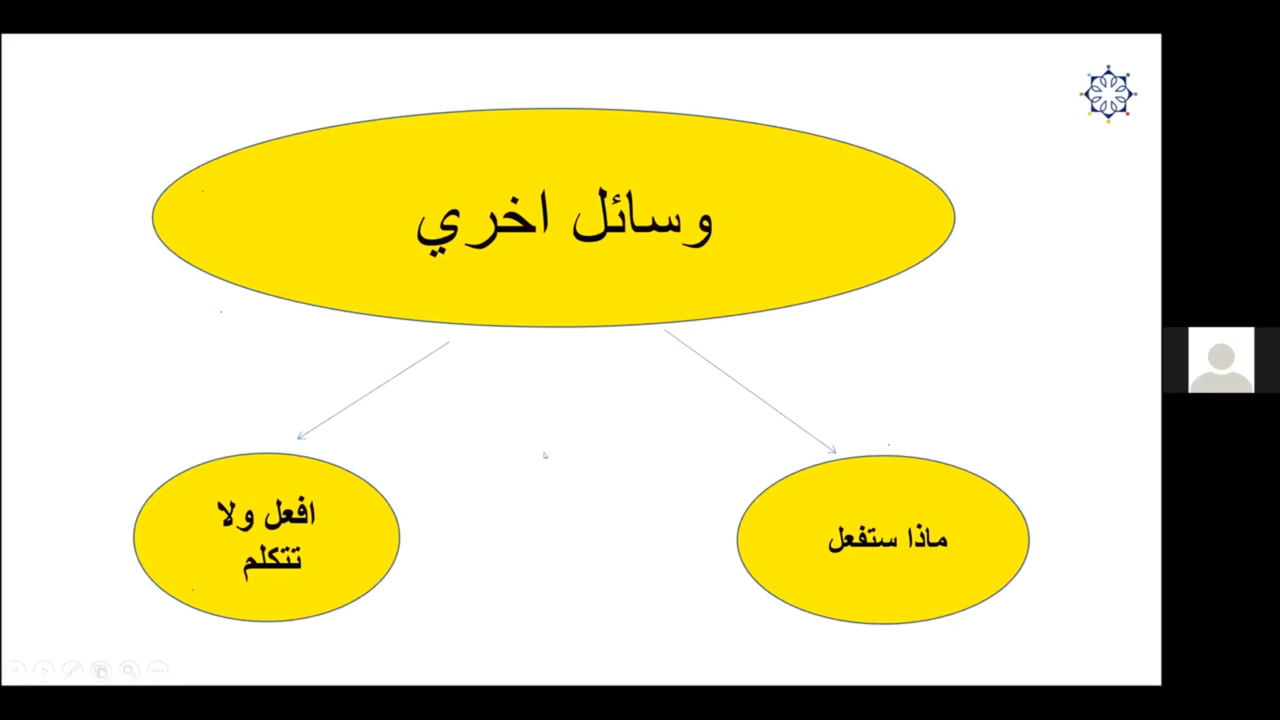 وسائل اخري
ماذا ستفعل
افعل ولا
تتكلم